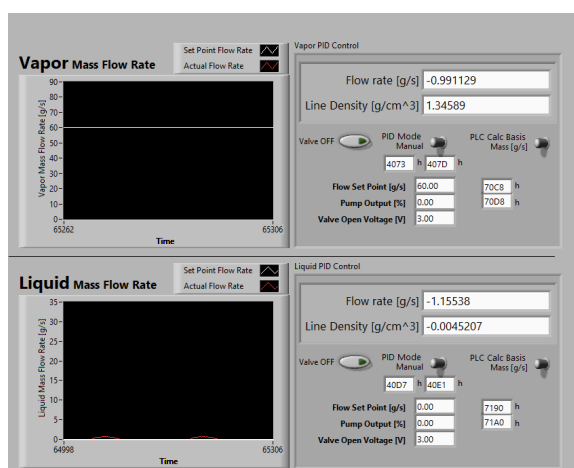 Vapor Mass Flow Rate
Set Point Flow Rate
Actual Flow Rate
Vapor Mass Flow Rate [g/s]
90-
80-
70-
60-
50-
40-
30-
20-
10-
0-
65262 65306
Time
Vapor PID Control
Flow rate [g/s] -0.991129
Line Density [g/cm^3] 1.34589
Valve OFF
PID Mode
Manual
PLC Calc Basis
Mass [g/s]
4073 h 407D h
Flow Set Point [g/s] 60.00 70C8 h
Pump Output [%] 0.00 70D8 h
Valve Open Voltage [V] 3.00
Liquid Mass Flow Rate
Set Point Flow Rate
Actual Flow Rate
Liquid Mass Flow Rate [g/s]
35-
30-
25-
20-
15-
10-
5-
0-
64998 65306
Time
Liquid PID Control
Flow rate [g/s] -1.15538
Line Density [g/cm^3] -0.0045207
Valve OFF
PID Mode
Manual
PLC Calc Basis
Mass [g/s]
40D7 h 40E1 h
Flow Set Point [g/s] 0.00 7190 h
Pump Output [%] 0.00 71A0 h
Valve Open Voltage [V] 3.00